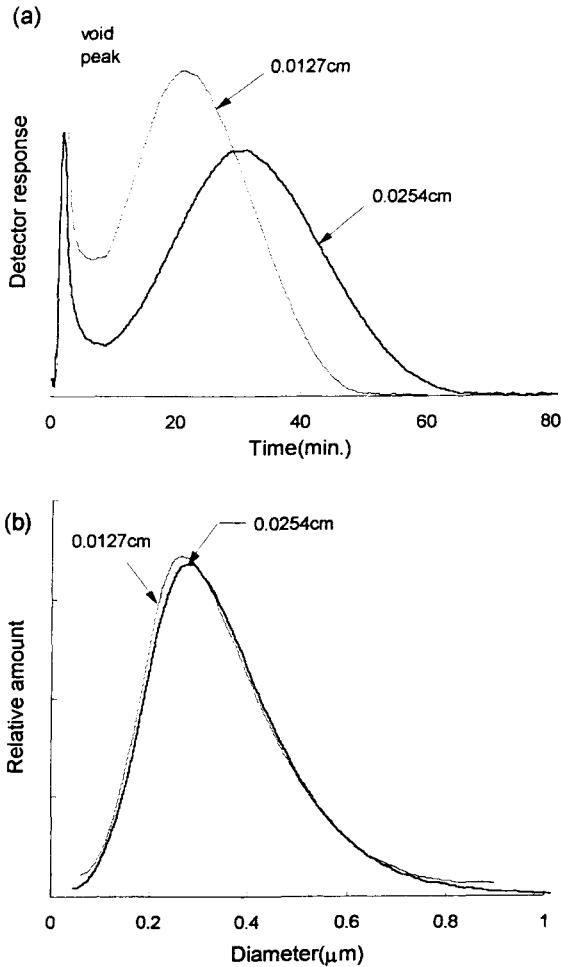 (a)
void
peak
0.0127cm
0.0254cm
Detector response
0 20 40 60 80
Time(min.)
(b)
0.0127cm
0.0254cm
Relative amount
0 0.2 0.4 0.6 0.8 1
Diameter(μm)